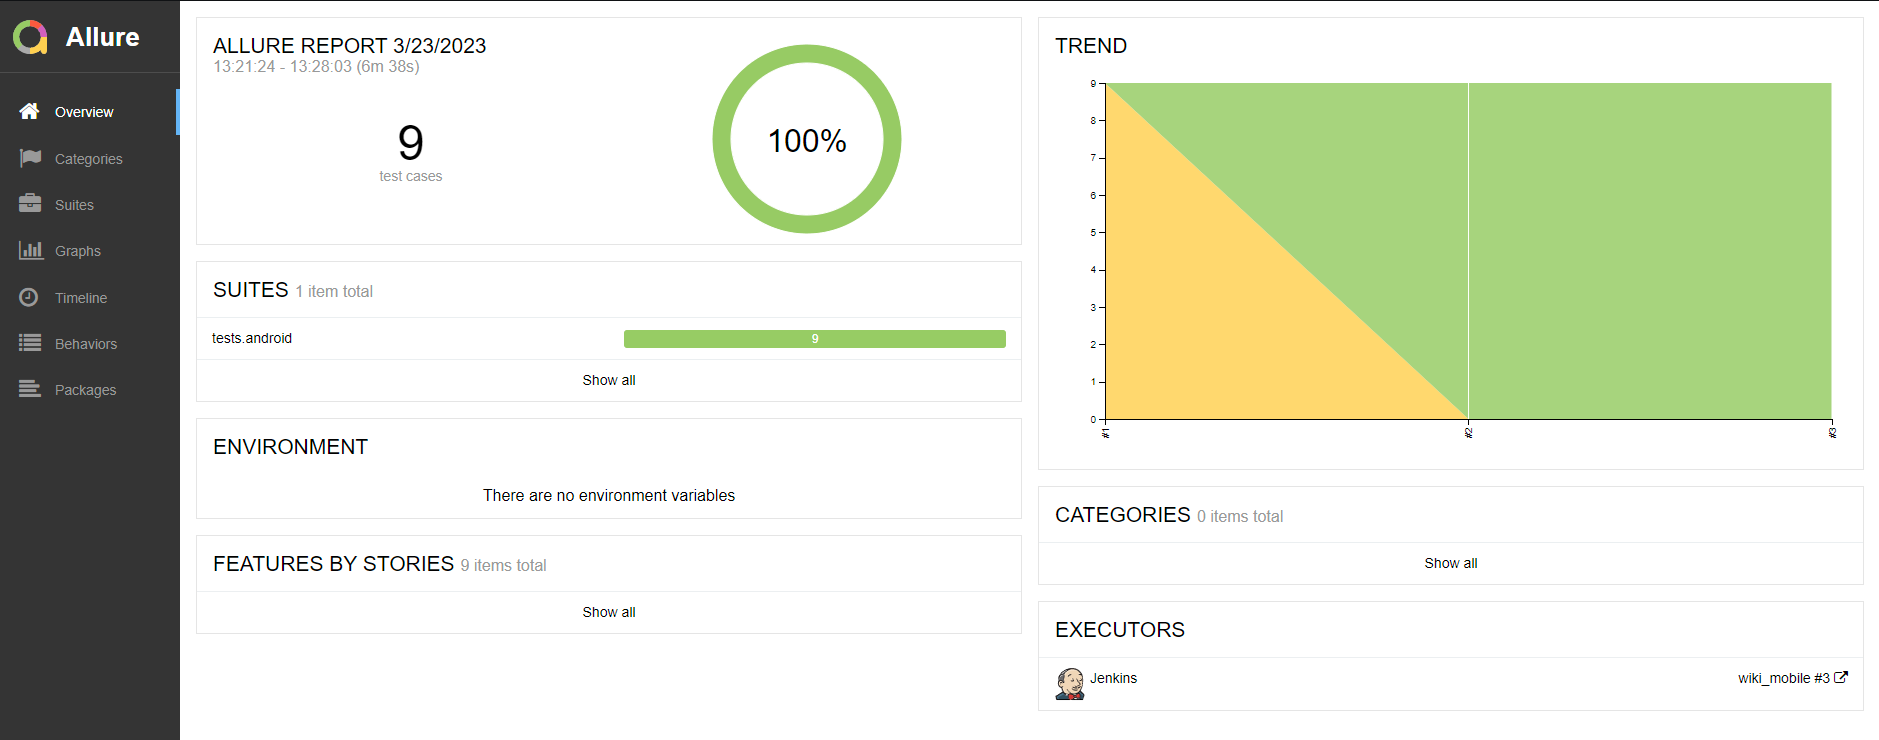 Allure
Overview
Categories
Suites
Graphs
Timeline
Behaviors
Packages
ALLURE REPORT 3/23/2023
13:21:24 - 13:28:03 (6m 38s)
9
test cases
100%
SUITES 1 item total
tests.android
9
Show all
ENVIRONMENT
There are no environment variables
FEATURES BY STORIES 9 items total
Show all
TREND
9
8
7
6
5
4
3
2
1
0
#1
#2
#3
CATEGORIES 0 items total
Show all
EXECUTORS
Jenkins
wiki_mobile #3